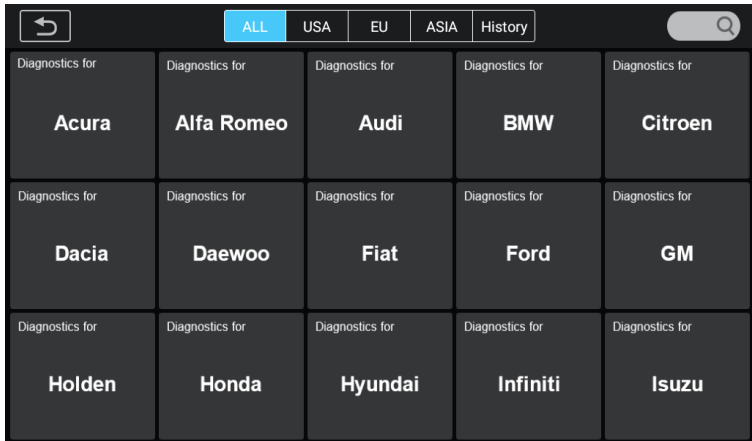 ALL USA EU ASIA History
Diagnostics for Diagnostics for Diagnostics for Diagnostics for Diagnostics for
Acura Alfa Romeo Audi BMW Citroen
Diagnostics for Diagnostics for Diagnostics for Diagnostics for Diagnostics for
Dacia Daewoo Fiat Ford GM
Diagnostics for Diagnostics for Diagnostics for Diagnostics for Diagnostics for
Holden Honda Hyundai Infiniti Isuzu